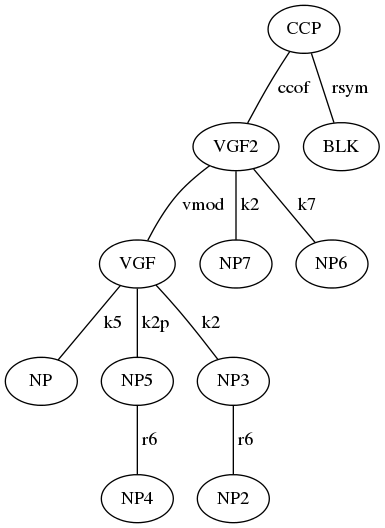 CCP
ccof rsym
VGF2 BLK
vmod k2 k7
VGF NP7 NP6
k5 k2p k2
NP NP5 NP3
r6 r6
NP4 NP2